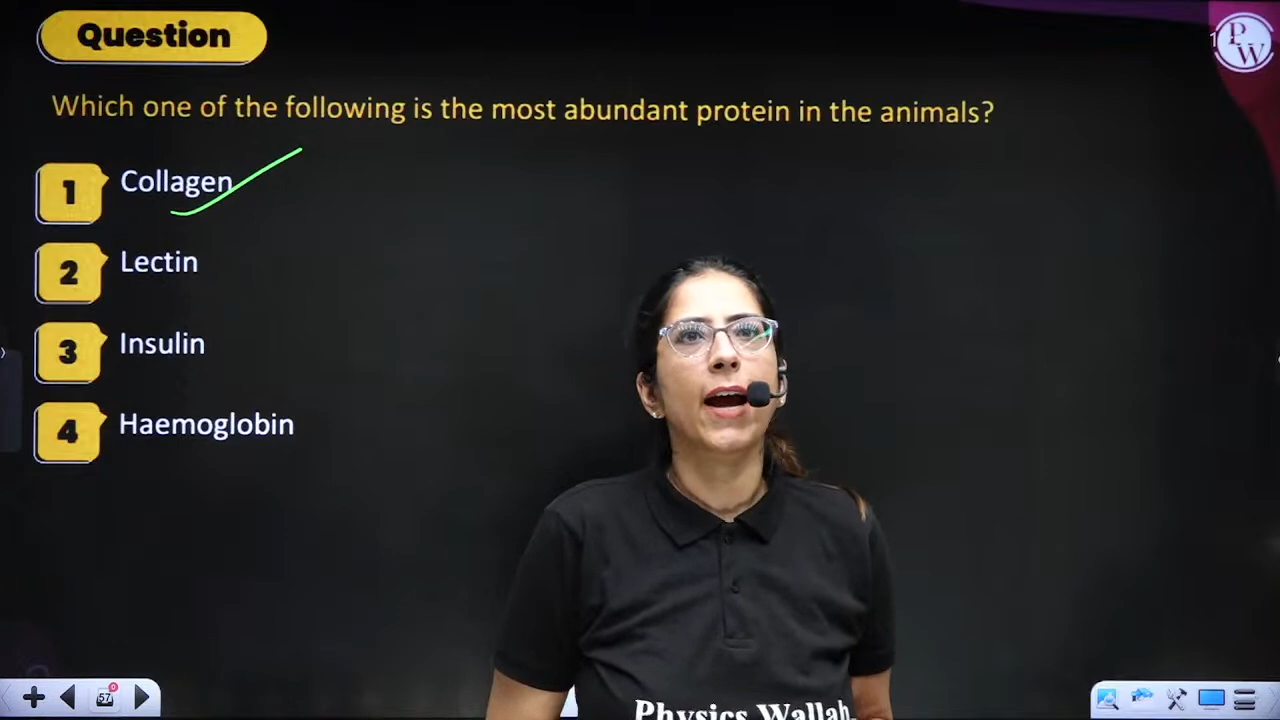 Question
P
W
Which one of the following is the most abundant protein in the animals?
1 Collagen
2 Lectin
3 Insulin
4 Haemoglobin
57
Physics Wallah